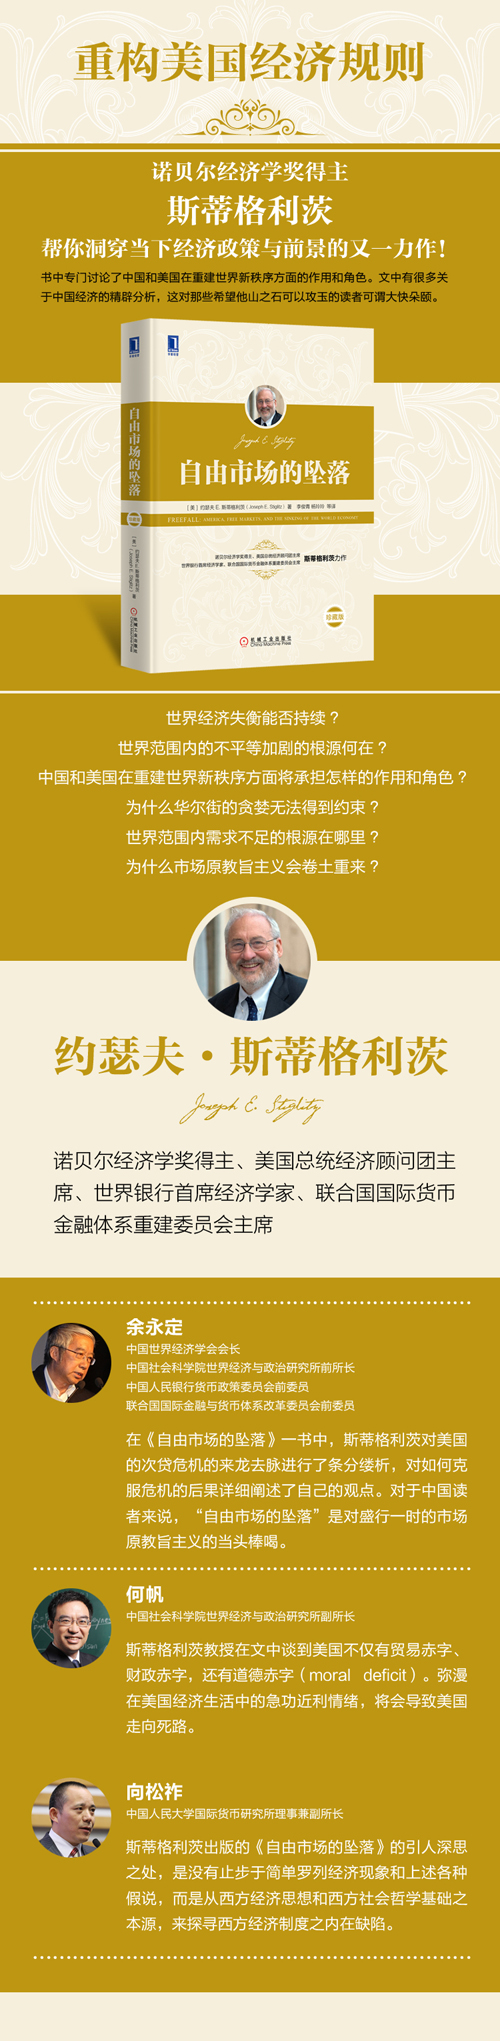 重构美国经济规则
诺贝尔经济学奖得主
斯蒂格利茨
帮你洞穿当下经济政策与前景的又一力作！
书中专门讨论了中国和美国在重建世界新秩序方面的作用和角色。文中有很多关
于中国经济的精辟分析，这对那些希望他山之石可以攻玉的读者可谓大快朵颐。
自由市场的坠落
珍藏版
[美] 约瑟夫E. 斯蒂格利茨
(Joseph E. Stiglitz) 著
机械工业出版社
China Machine Press
Joseph E. Stiglitz
自由市场的坠落
[美] 约瑟夫 E. 斯蒂格利茨 (Joseph E. Stiglitz) 著 李俊青 杨玲玲 等译
FREEFALL: AMERICA, FREE MARKETS, AND THE SINKING OF THE WORLD ECONOMY
诺贝尔经济学奖得主、美国总统经济顾问团主席
世界银行首席经济学家、联合国国际货币金融体系重建委员会主席
斯蒂格利茨力作
珍藏版
机械工业出版社
China Machine Press
世界经济失衡能否持续？
世界范围内的不平等加剧的根源何在？
中国和美国在重建世界新秩序方面将承担怎样的作用和角色？
为什么华尔街的贪婪无法得到约束？
世界范围内需求不足的根源在哪里？
为什么市场原教旨主义会卷土重来？
约瑟夫·斯蒂格利茨
Joseph E. Stiglitz
诺贝尔经济学奖得主、美国总统经济顾问团主
席、世界银行首席经济学家、联合国国际货币
金融体系重建委员会主席
余永定
中国世界经济学会会长
中国社会科学院世界经济与政治研究所前所长
中国人民银行货币政策委员会前委员
联合国国际金融与货币体系改革委员会前委员
在《自由市场的坠落》一书中，斯蒂格利茨对美国
的次贷危机的来龙去脉进行了条分缕析，对如何克
服危机的后果详细阐述了自己的观点。对于中国读
者来说，“自由市场的坠落”是对盛行一时的市场
原教旨主义的当头棒喝。
何帆
中国社会科学院世界经济与政治研究所副所长
斯蒂格利茨教授在文中谈到美国不仅有贸易赤字、
财政赤字，还有道德赤字（moral deficit）。弥漫
在美国经济生活中的急功近利情绪，将会导致美国
走向死路。
向松祚
中国人民大学国际货币研究所理事兼副所长
斯蒂格利茨出版的《自由市场的坠落》的引人深思
之处，是没有止步于简单罗列经济现象和上述各种
假说，而是从西方经济思想和西方社会哲学基础之
本源，来探寻西方经济制度之内在缺陷。